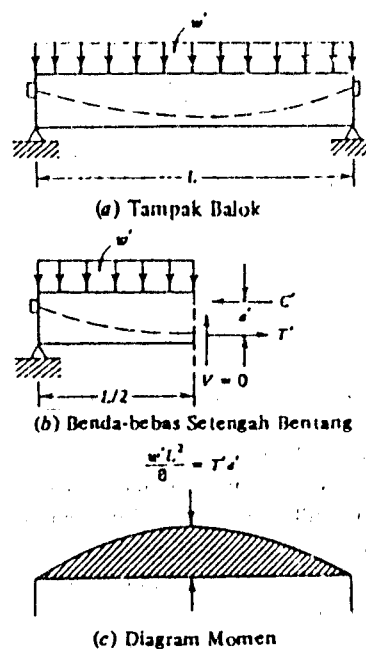 w'
L
(a) Tampak Balok
w'
C'
a'
T'
V = 0
L/2
(b) Benda-bebas Setengah Bentang
w'L²/8 = T'a'
(c) Diagram Momen